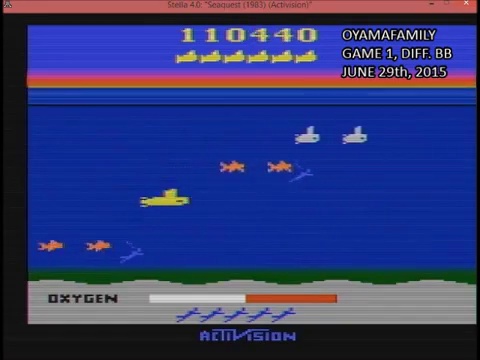 Stella 4.0: "Seaquest (1983) (Activision)"
110440
OYAMAFAMILY
GAME 1, DIFF. BB
JUNE 29th, 2015
OXYGEN
ACTIVISION